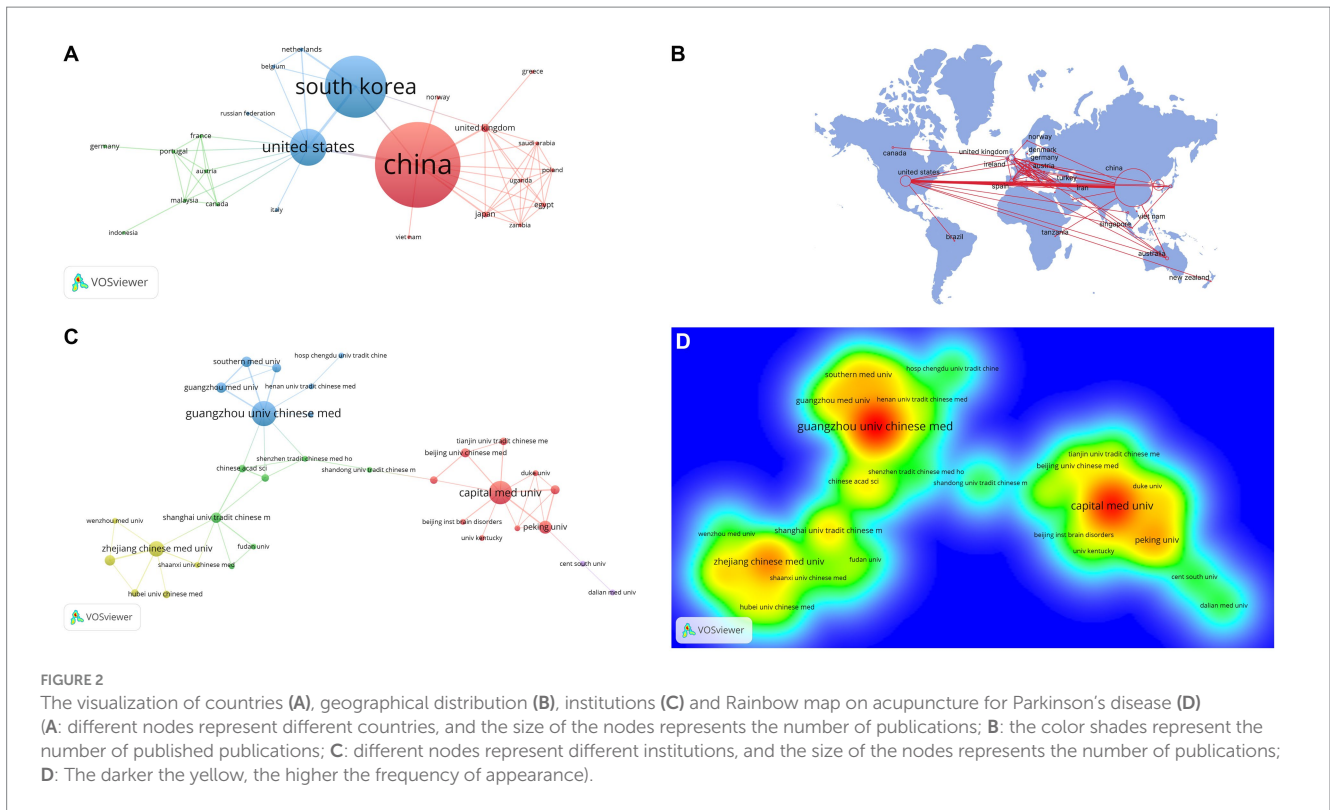 A
netherlands
belgium
south korea
greece
norway
russian federation
united kingdom
france
germany
united states
saudi arabia
portugal
china
poland
austria
uganda
malaysia
canada
egypt
italy
japan
zambia
indonesia
viet nam
VOSviewer
B
norway
canada
united kingdom
denmark
ireland
germany
austria
china
united states
turkey
spain
iran
viet nam
singapore
brazil
tanzania
australia
new zealand
C
hosp chengdu univ tradit chine
southern med univ
guangzhou med univ
henan univ tradit chinese med
guangzhou univ chinese med
tianjin univ tradit chinese me
beijing univ chinese med
shenzhen tradit chinese med ho
chinese acad sci
shandong univ tradit chinese m
duke univ
capital med univ
wenzhou med univ
shanghai univ tradit chinese m
beijing inst brain disorders
peking univ
univ kentucky
zhejiang chinese med univ
fudan univ
shaanxi univ chinese med
cent south univ
hubei univ chinese med
dalian med univ
VOSviewer
D
hosp chengdu univ tradit chine
southern med univ
guangzhou med univ
henan univ tradit chinese med
guangzhou univ chinese med
tianjin univ tradit chinese me
beijing univ chinese med
shenzhen tradit chinese med ho
chinese acad sci
shandong univ tradit chinese m
duke univ
capital med univ
shanghai univ tradit chinese m
wenzhou med univ
beijing inst brain disorders
peking univ
univ kentucky
zhejiang chinese med univ
fudan univ
shaanxi univ chinese med
cent south univ
hubei univ chinese med
dalian med univ
VOSviewer
FIGURE 2
The visualization of countries (A), geographical distribution (B), institutions (C) and Rainbow map on acupuncture for Parkinson's disease (D)
(A: different nodes represent different countries, and the size of the nodes represents the number of publications; B: the color shades represent the
number of published publications; C: different nodes represent different institutions, and the size of the nodes represents the number of publications;
D: The darker the yellow, the higher the frequency of appearance).